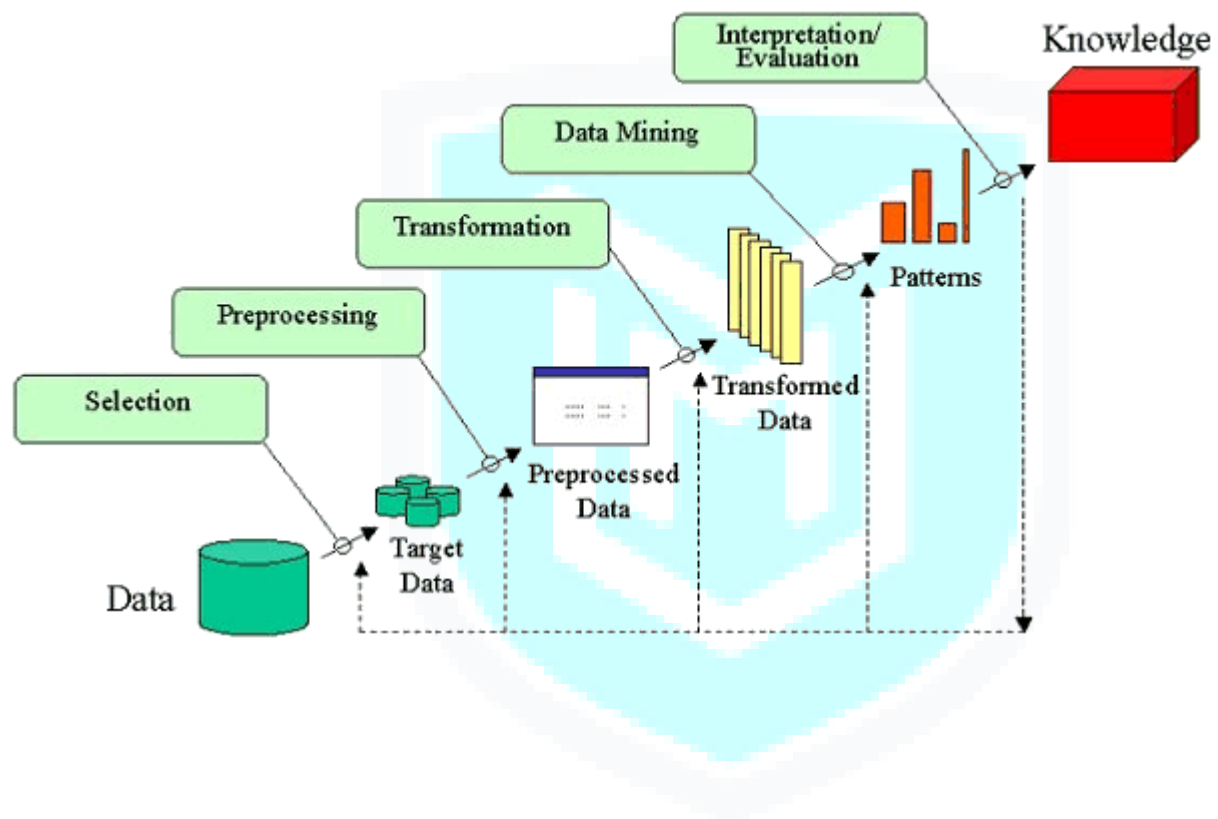 Interpretation/
Evaluation
Knowledge
Data Mining
Transformation
Patterns
Preprocessing
Transformed
Data
Selection
Preprocessed
Data
Target
Data
Data